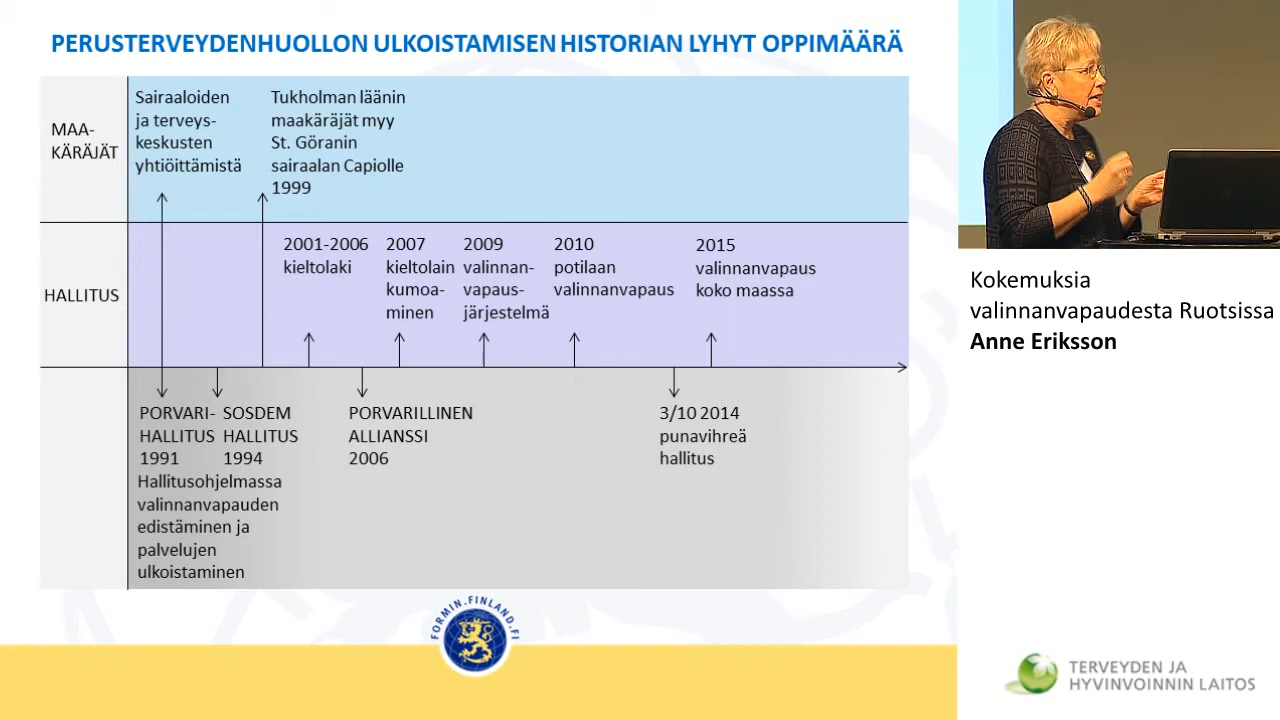 PERUSTERVEYDENHUOLLON ULKOISTAMISEN HISTORIAN LYHYT OPPIMÄÄRÄ
MAA-
KÄRÄJÄT
Sairaaloiden
ja terveys-
keskusten
yhtiöittämistä
Tukholman läänin
maakäräjät myy
St. Göranin
sairaalan Capiolle
1999
HALLITUS
2001-2006
kieltolaki
2007
kieltolain
kumoa-
minen
2009
valinnan-
vapaus-
järjestelmä
2010
potilaan
valinnanvapaus
2015
valinnanvapaus
koko maassa
PORVARI-
HALLITUS
1991
Hallitusohjelmassa
valinnanvapauden
edistäminen ja
palvelujen
ulkoistaminen
SOSDEM
HALLITUS
1994
PORVARILLINEN
ALLIANSSI
2006
3/10 2014
punavihreä
hallitus
FORMIN.FINLAND.FI
Kokemuksia
valinnanvapaudesta Ruotsissa
Anne Eriksson
TERVEYDEN JA
HYVINVOINNIN LAITOS